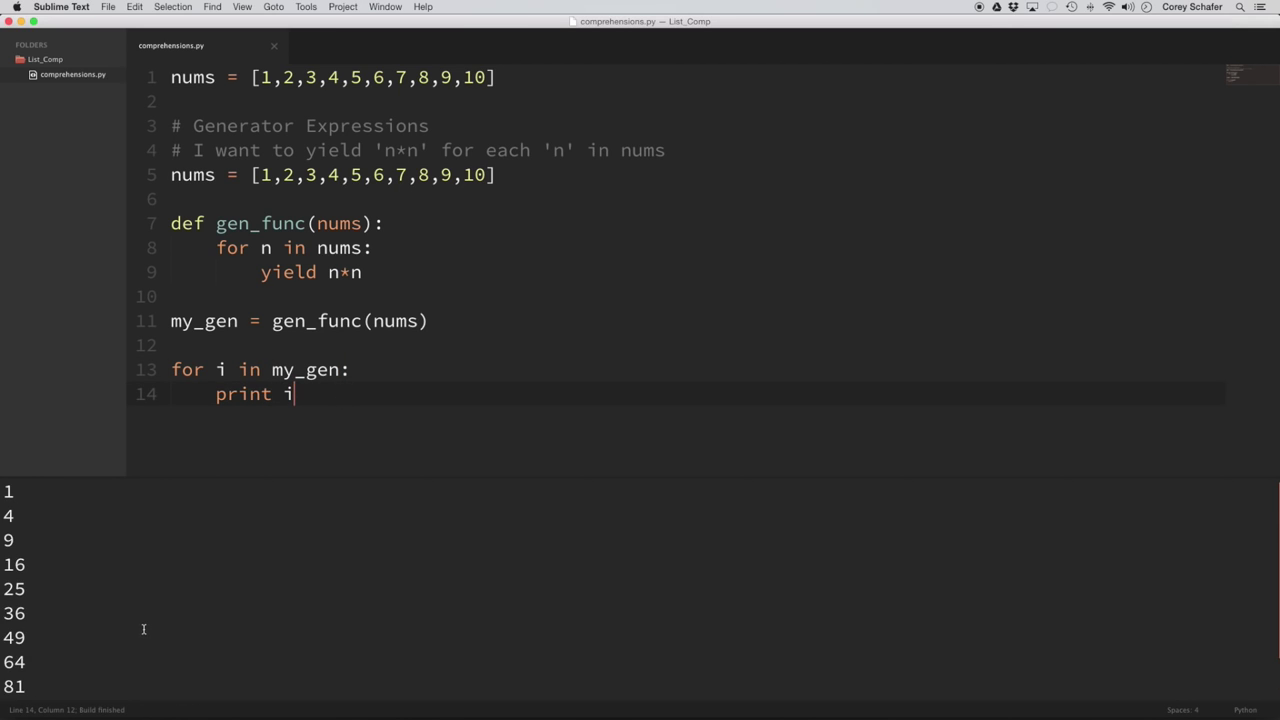 Sublime Text File Edit Selection Find View Goto Tools Project Window Help Corey Schafer
comprehensions.py — List_Comp
FOLDERS
List_Comp
comprehensions.py
comprehensions.py
1 nums = [1,2,3,4,5,6,7,8,9,10]
2
3 # Generator Expressions
4 # I want to yield 'n*n' for each 'n' in nums
5 nums = [1,2,3,4,5,6,7,8,9,10]
6
7 def gen_func(nums):
8     for n in nums:
9         yield n*n
10
11 my_gen = gen_func(nums)
12
13 for i in my_gen:
14     print i
1
4
9
16
25
36
49
64
81
Line 14, Column 12; Build finished Spaces: 4 Python